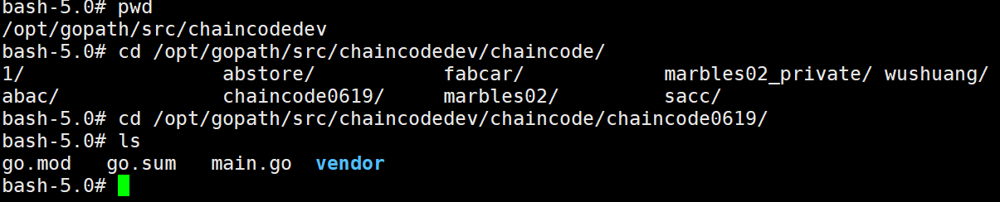 bash-5.0# pwd
/opt/gopath/src/chaincodedev
bash-5.0# cd /opt/gopath/src/chaincodedev/chaincode/
1/ abstore/ fabcar/ marbles02_private/ wushuang/
abac/ chaincode0619/ marbles02/ sacc/
bash-5.0# cd /opt/gopath/src/chaincodedev/chaincode/chaincode0619/
bash-5.0# ls
go.mod go.sum main.go vendor
bash-5.0#